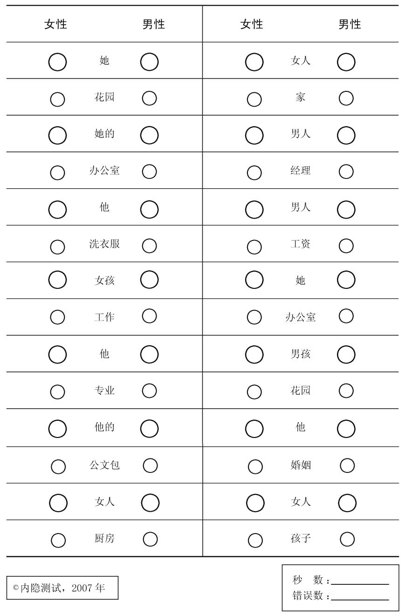 女性 男性 女性 男性
她 女人
花园 家
她的 男人
办公室 经理
他 男人
洗衣服 工资
女孩 她
工作 办公室
他 男孩
专业 花园
他的 他
公文包 婚姻
女人 女人
厨房 孩子
©内隐测试，2007 年
秒 数：
错误数：